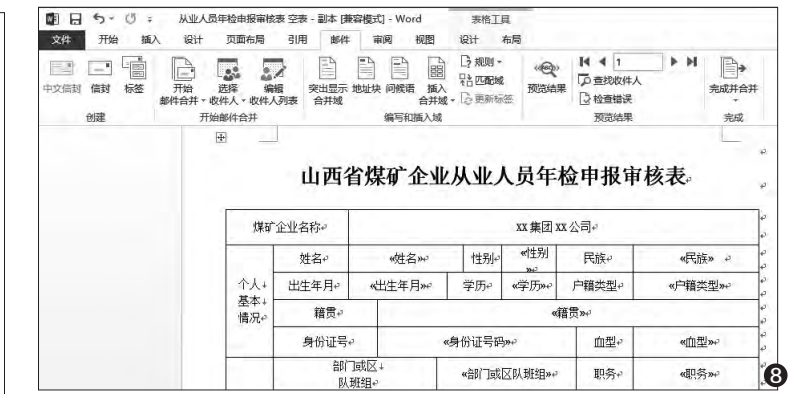 从业人员年检申报审核表 空表 - 副本 [兼容模式] - Word 表格工具
文件 开始 插入 设计 页面布局 引用 邮件 审阅 视图 设计 布局
中文信封 信封 标签 开始邮件合并 选择收件人 编辑收件人列表 突出显示合并域 地址块 问候语 插入合并域 规则 匹配域 更新标签 预览结果 1 查找收件人 检查错误 完成并合并
创建 开始邮件合并 编写和插入域 预览结果 完成
山西省煤矿企业从业人员年检申报审核表
煤矿企业名称 XX 集团 XX 公司
个人基本情况 姓名 «姓名» 性别 «性别» 民族 «民族»
出生年月 «出生年月» 学历 «学历» 户籍类型 «户籍类型»
籍贯 «籍贯»
身份证号 «身份证号码» 血型 «血型»
部门或区队班组 «部门或区队班组» 职务 «职务»
8